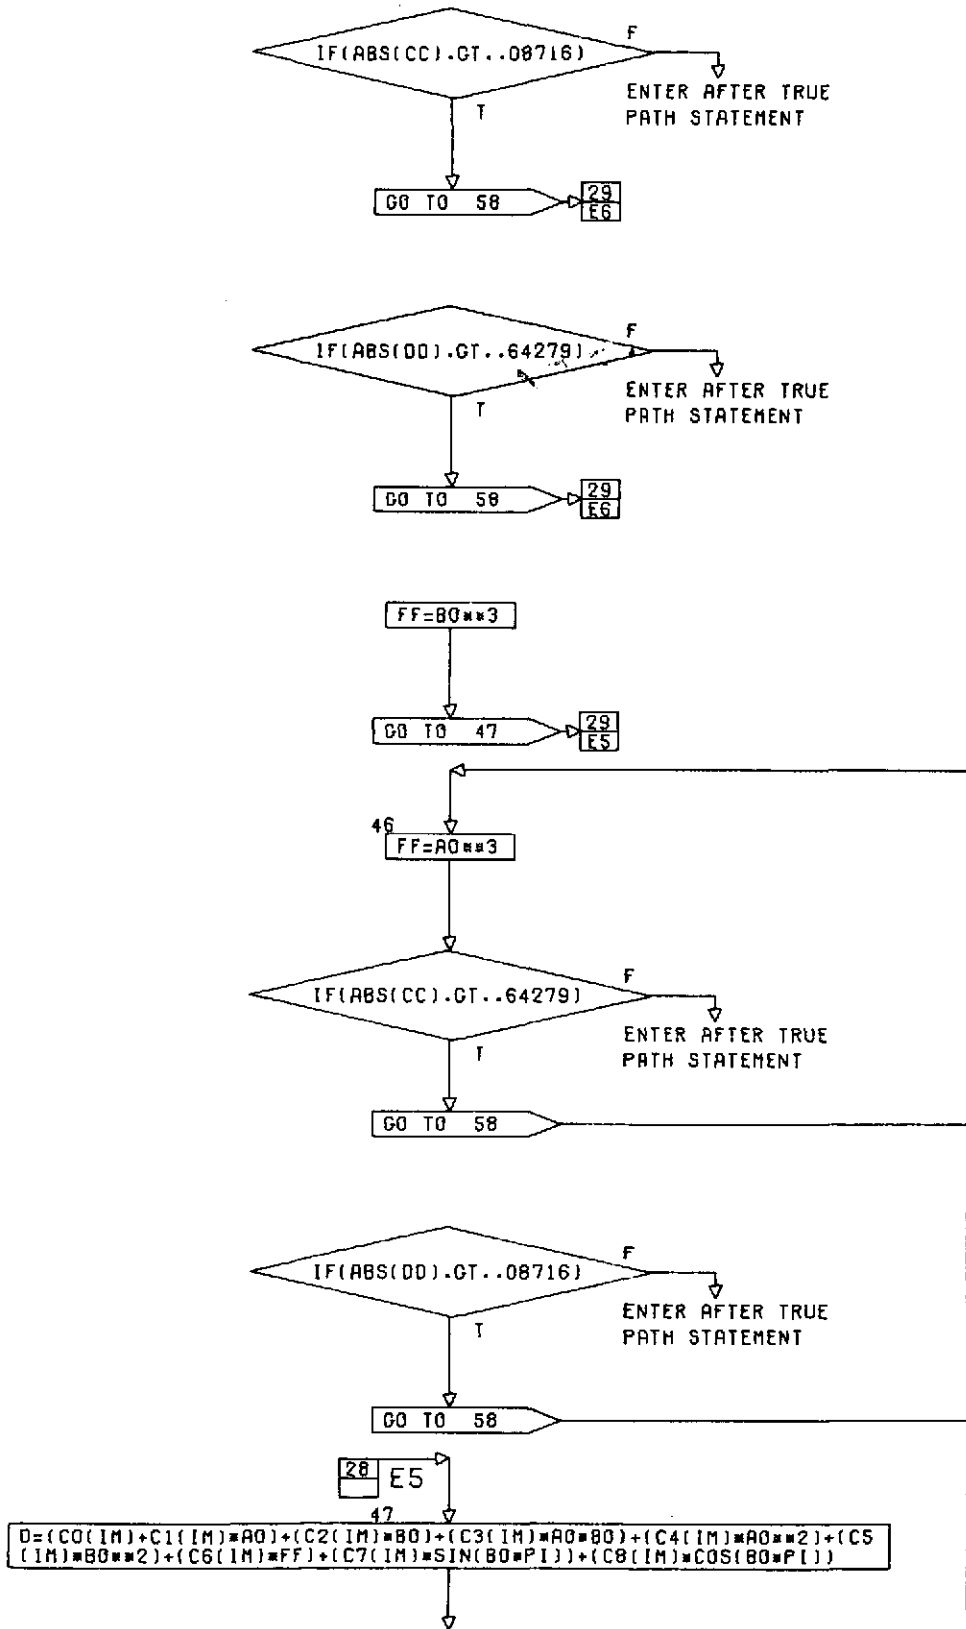 F
IF(ABS(CC).GT..08716)
ENTER AFTER TRUE
PATH STATEMENT
T
GO TO 58
29
E6
F
IF(ABS(DD).GT..64279)
ENTER AFTER TRUE
PATH STATEMENT
T
GO TO 58
29
E6
FF=B0**3
GO TO 47
29
E5
46
FF=A0**3
F
IF(ABS(CC).GT..64279)
ENTER AFTER TRUE
PATH STATEMENT
T
GO TO 58
F
IF(ABS(DD).GT..08716)
ENTER AFTER TRUE
PATH STATEMENT
T
GO TO 58
28
E5
47
D=(C0(IM)+C1(IM)*A0)+(C2(IM)*B0)+(C3(IM)*A0*B0)+(C4(IM)*A0**2)+(C5
(IM)*B0**2)+(C6(IM)*FF)+(C7(IM)*SIN(B0*PI))+(C8(IM)*COS(B0*PI))